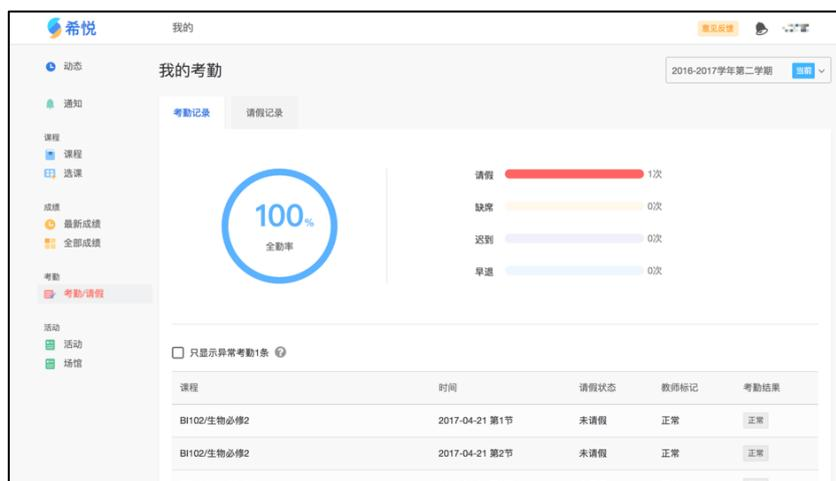 希悦
我的
意见反馈
动态
通知
课程
课程
选课
成绩
最新成绩
全部成绩
考勤
考勤/请假
活动
活动
场馆
我的考勤
2016-2017学年第二学期 当前
考勤记录 请假记录
100%
全勤率
请假 1次
缺席 0次
迟到 0次
早退 0次
只显示异常考勤1条 ?
课程 时间 请假状态 教师标记 考勤结果
BI102/生物必修2 2017-04-21 第1节 未请假 正常 正常
BI102/生物必修2 2017-04-21 第2节 未请假 正常 正常